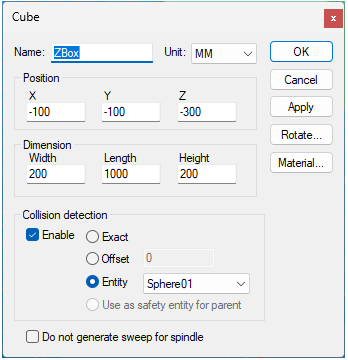 Cube
x
Name: ZBox Unit: MM OK
Cancel
Position
X Y Z
-100 -100 -300
Apply
Rotate...
Dimension
Width Length Height
200 1000 200
Material...
Collision detection
Enable Exact
Offset 0
Entity Sphere01
Use as safety entity for parent
Do not generate sweep for spindle